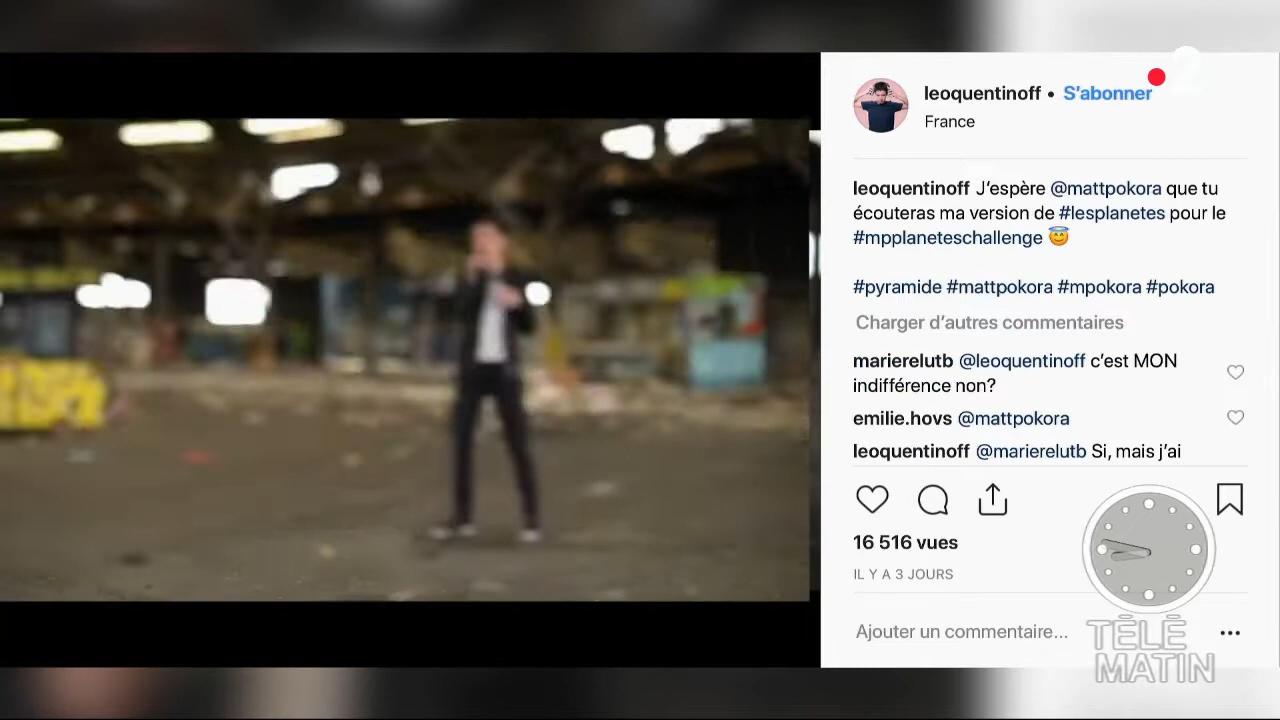 2
leoquentinoff • S'abonner
France
leoquentinoff J'espère @mattpokora que tu
écouteras ma version de #lesplanetes pour le
#mpplaneteschallenge 😇
#pyramide #mattpokora #mpokora #pokora
Charger d'autres commentaires
marierelutb @leoquentinoff c'est MON
indifférence non?
emilie.hovs @mattpokora
leoquentinoff @marierelutb Si, mais j'ai
16 516 vues
IL Y A 3 JOURS
Ajouter un commentaire...
TÉLÉ
MATIN